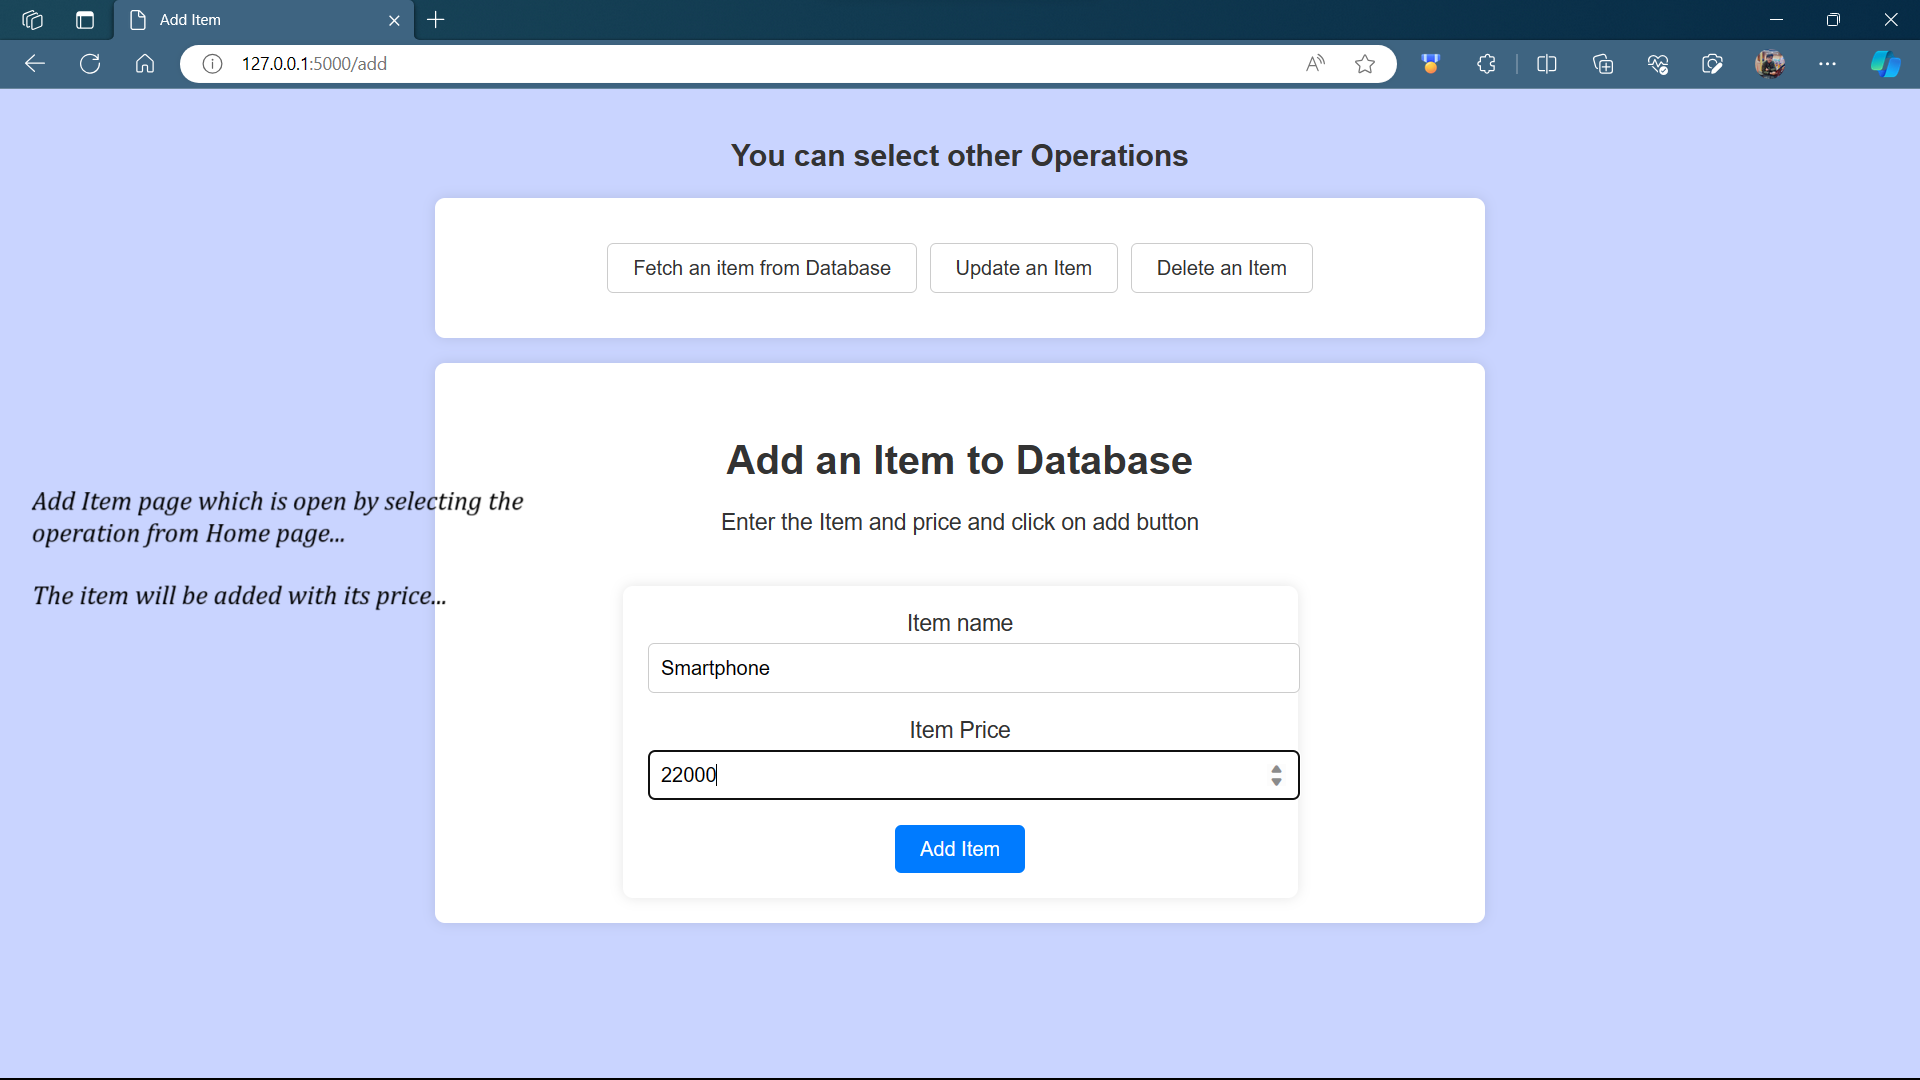 Add Item
127.0.0.1:5000/add
You can select other Operations
Fetch an item from Database
Update an Item
Delete an Item
Add an Item to Database
Enter the Item and price and click on add button
Add Item page which is open by selecting the
operation from Home page...
The item will be added with its price...
Item name
Smartphone
Item Price
22000
Add Item